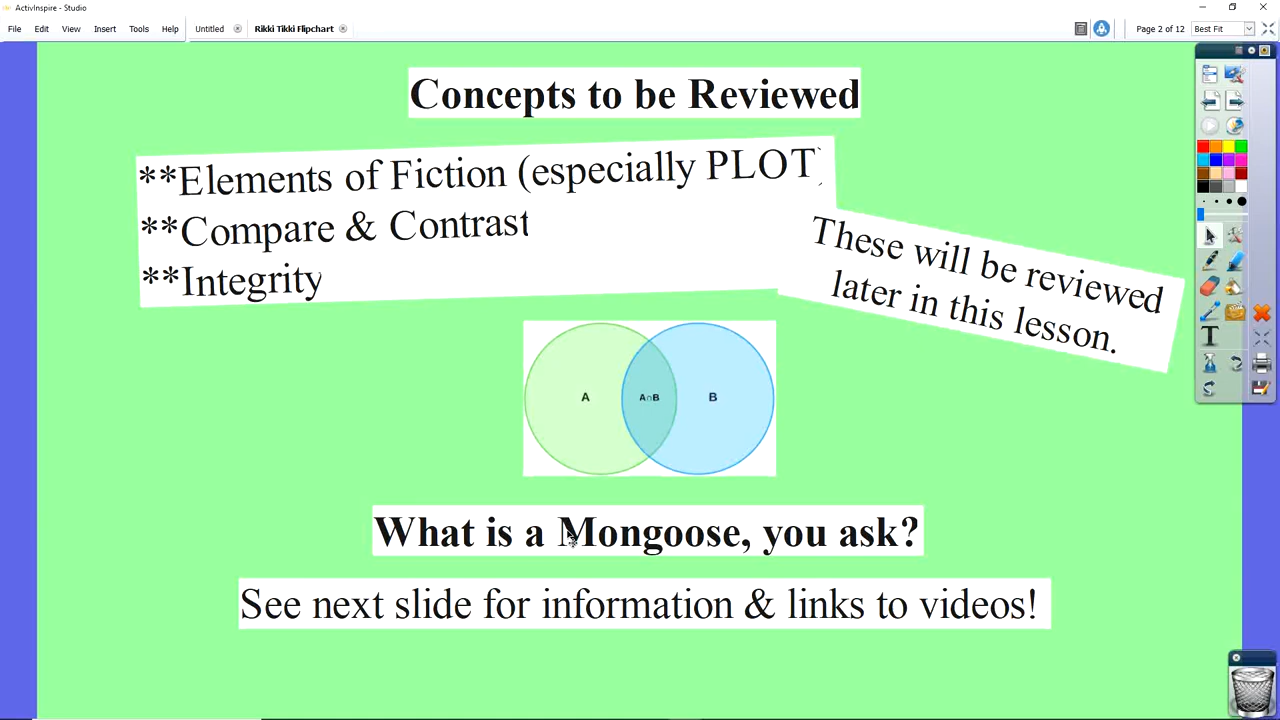 ActivInspire - Studio
File Edit View Insert Tools Help Untitled Rikki Tikki Flipchart Page 2 of 12 Best Fit
Concepts to be Reviewed
**Elements of Fiction (especially PLOT)
**Compare & Contrast
**Integrity
These will be reviewed
later in this lesson.
A A∩B B
What is a Mongoose, you ask?
See next slide for information & links to videos!
T